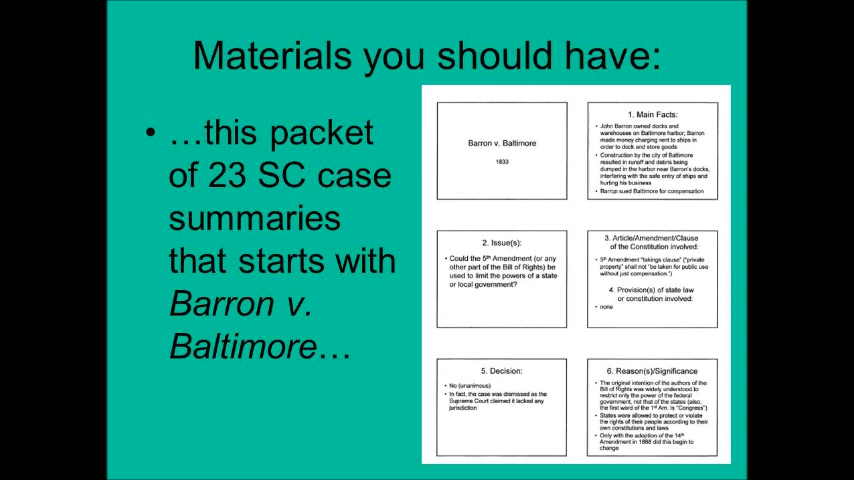 Materials you should have:
• …this packet
of 23 SC case
summaries
that starts with
Barron v.
Baltimore…
Barron v. Baltimore
1833
1. Main Facts:
• John Barron owned docks and
warehouses on Baltimore harbor; Barron
made money charging rent to ships in
order to dock and store goods
• Construction by the city of Baltimore
resulted in runoff and debris being
dumped in the harbor near Barron's docks,
interfering with the safe entry of ships and
hurting his business
• Barron sued Baltimore for compensation
2. Issue(s):
• Could the 5th Amendment (or any
other part of the Bill of Rights) be
used to limit the powers of a state
or local government?
3. Article/Amendment/Clause
of the Constitution involved:
• 5th Amendment "takings clause" ("private
property" shall not "be taken for public use
without just compensation.")
4. Provision(s) of state law
or constitution involved:
• none
5. Decision:
• No (unanimous)
• In fact, the case was dismissed as the
Supreme Court claimed it lacked any
jurisdiction
6. Reason(s)/Significance
• The original intention of the authors of the
Bill of Rights was widely understood to
restrict only the power of the federal
government, not that of the states (also,
the first word of the 1st Am. is "Congress")
• States were allowed to protect or violate
the rights of their people according to their
own constitutions and laws
• Only with the adoption of the 14th
Amendment in 1868 did this begin to
change